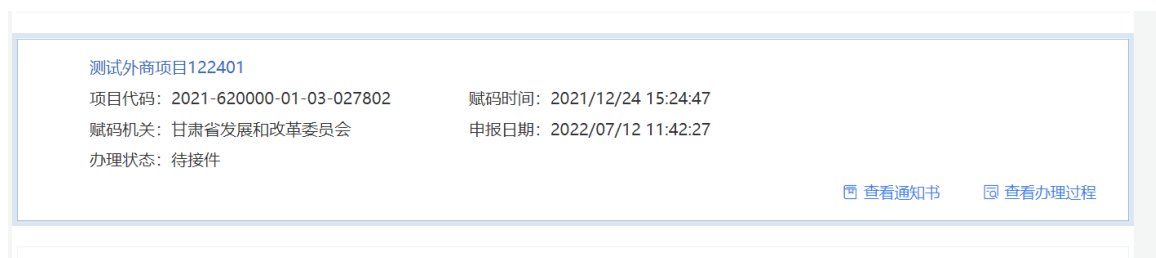 测试外商项目122401
项目代码：2021-620000-01-03-027802 赋码时间：2021/12/24 15:24:47
赋码机关：甘肃省发展和改革委员会 申报日期：2022/07/12 11:42:27
办理状态：待接件
查看通知书 查看办理过程